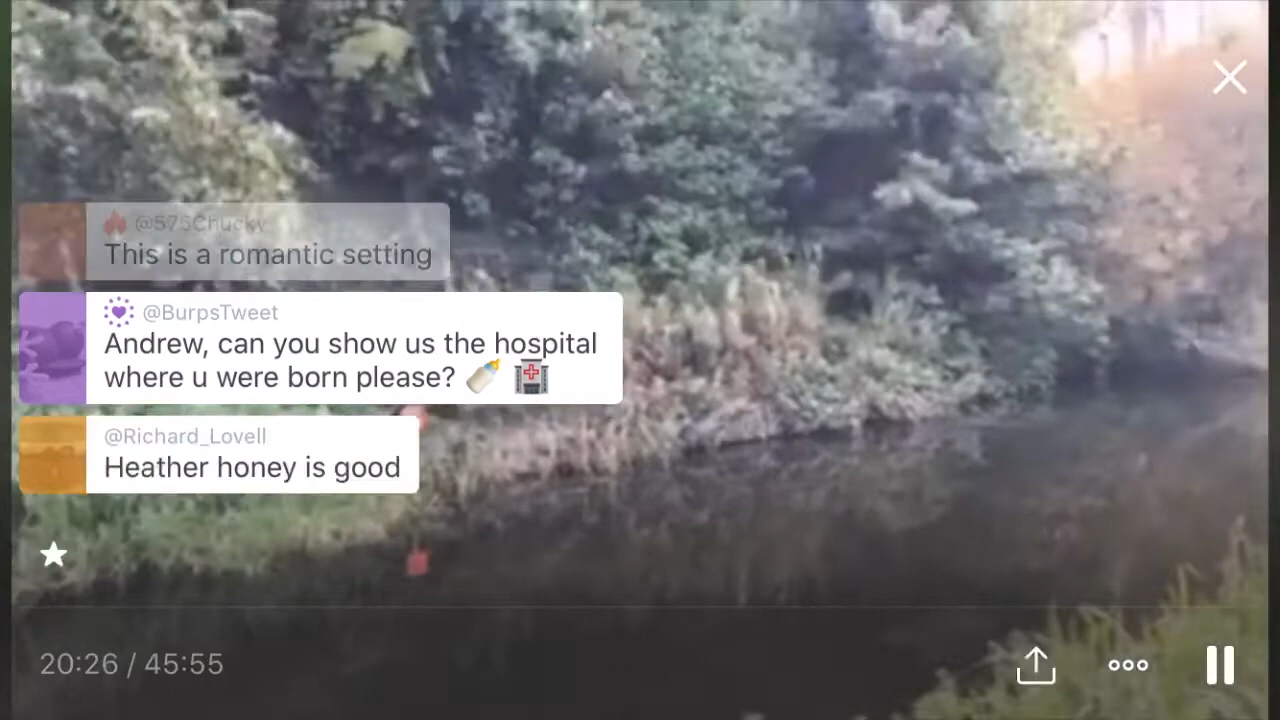 @575Chucky
This is a romantic setting
@BurpsTweet
Andrew, can you show us the hospital
where u were born please? 🍼 🏥
@Richard_Lovell
Heather honey is good
20:26 / 45:55